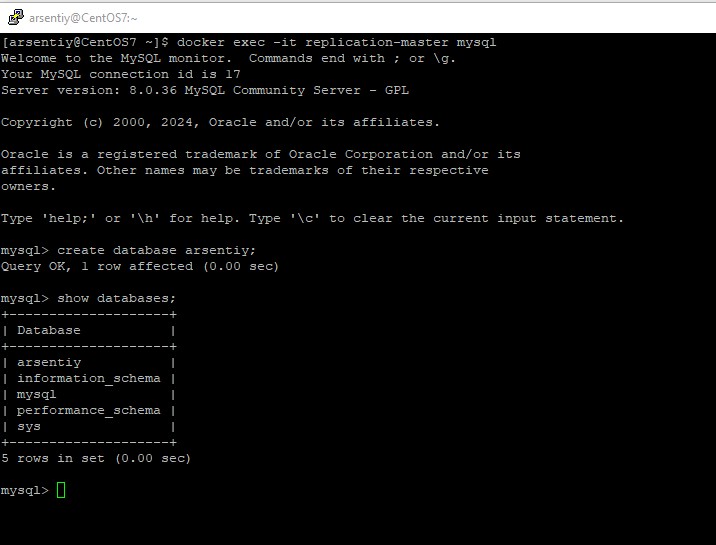 arsentiy@CentOS7:~
[arsentiy@CentOS7 ~]$ docker exec -it replication-master mysql
Welcome to the MySQL monitor.  Commands end with ; or \g.
Your MySQL connection id is 17
Server version: 8.0.36 MySQL Community Server - GPL

Copyright (c) 2000, 2024, Oracle and/or its affiliates.

Oracle is a registered trademark of Oracle Corporation and/or its
affiliates. Other names may be trademarks of their respective
owners.

Type 'help;' or '\h' for help. Type '\c' to clear the current input statement.

mysql> create database arsentiy;
Query OK, 1 row affected (0.00 sec)

mysql> show databases;
+--------------------+
| Database           |
+--------------------+
| arsentiy           |
| information_schema |
| mysql              |
| performance_schema |
| sys                |
+--------------------+
5 rows in set (0.00 sec)

mysql>